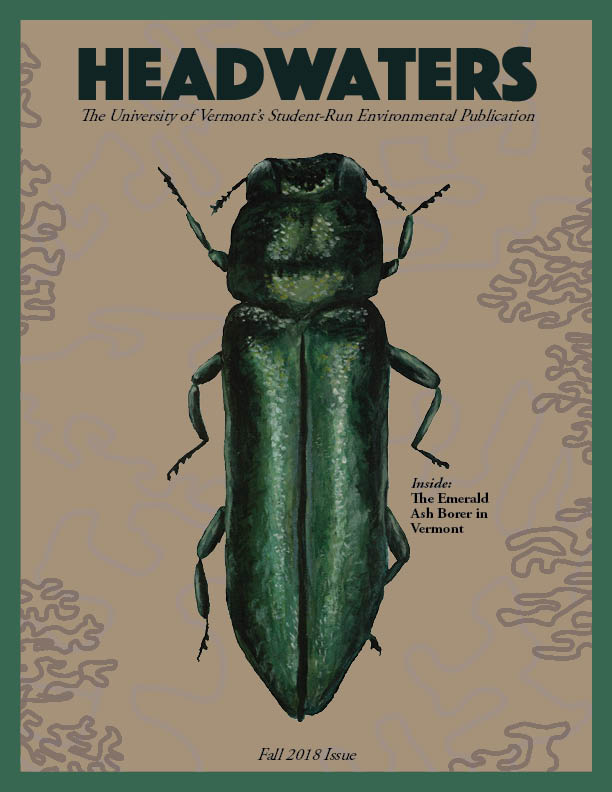 HEADWATERS
The University of Vermont's Student-Run Environmental Publication
Inside:
The Emerald
Ash Borer in
Vermont
Fall 2018 Issue